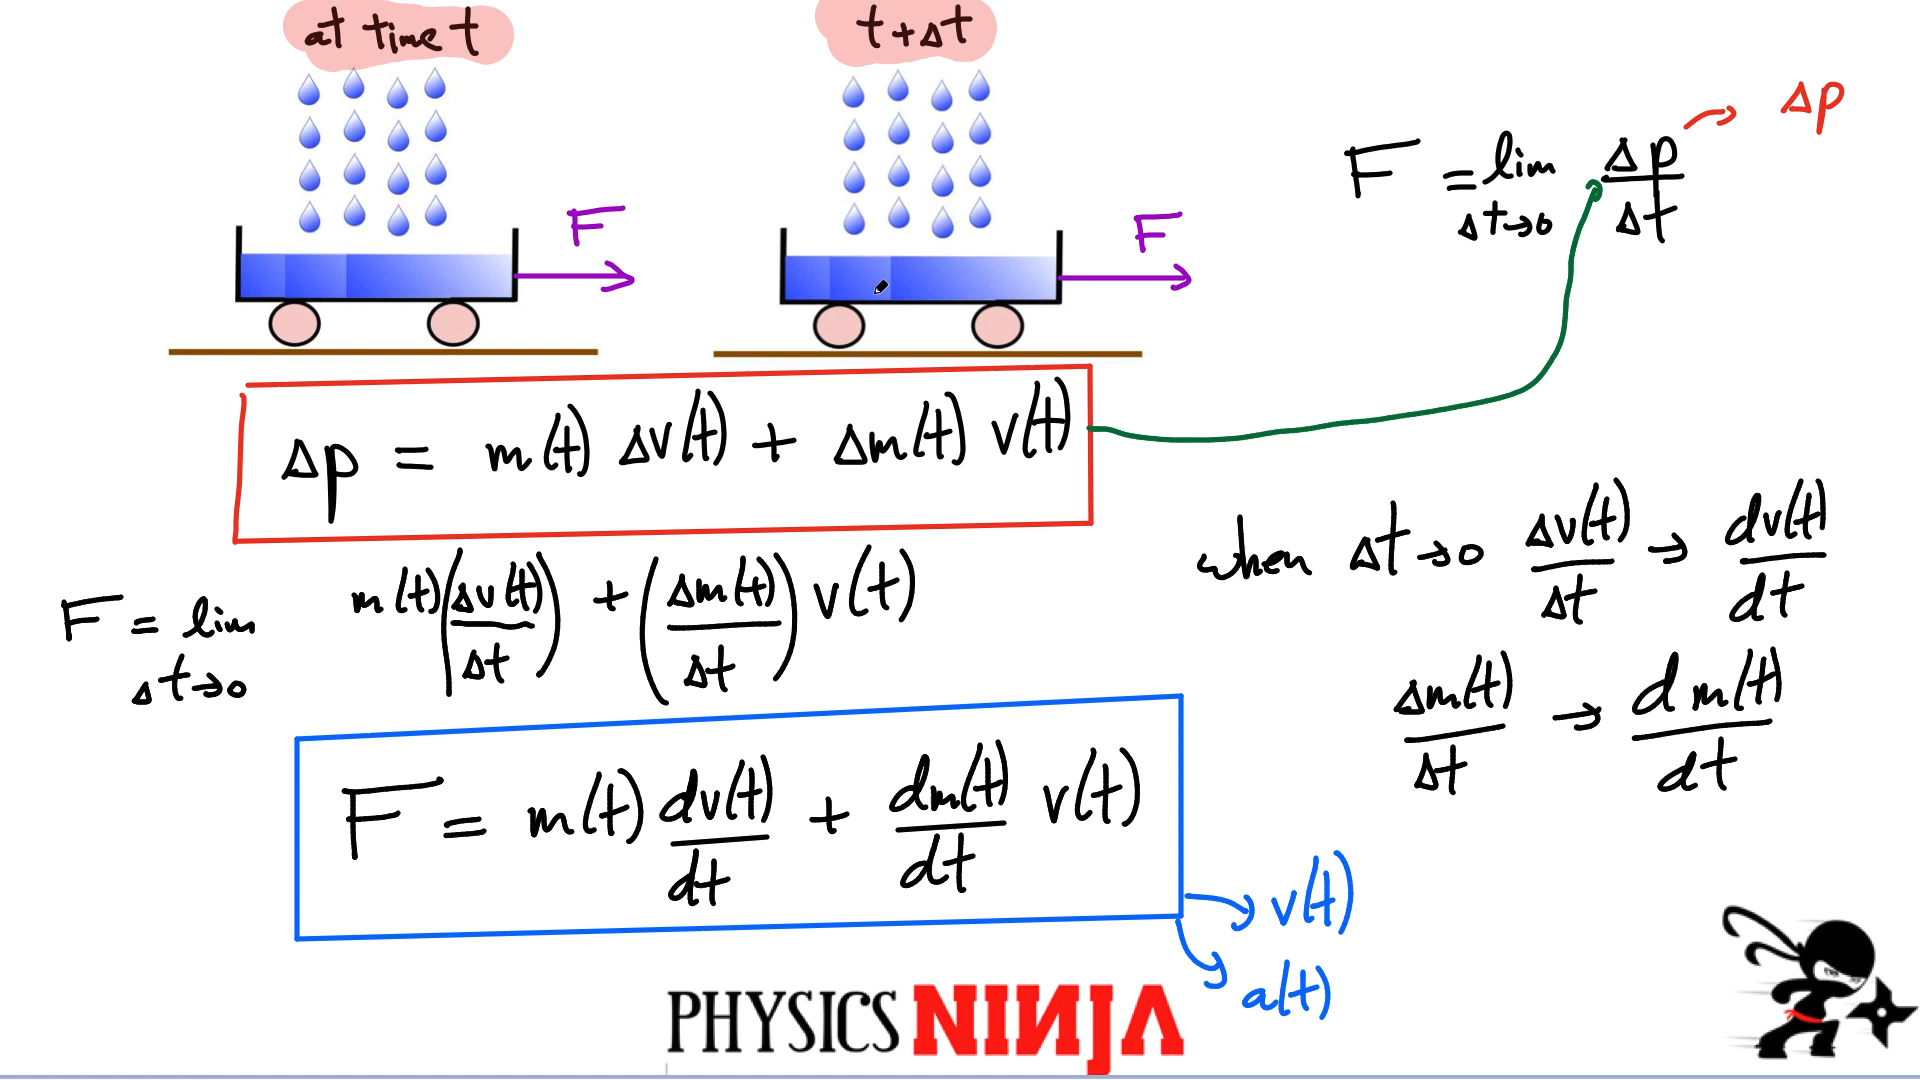 at time t
t+Δt
F
F
F = lim Δt→0 Δp/Δt
Δp
Δp = m(t) Δv(t) + Δm(t) v(t)
when Δt→0 Δv(t)/Δt → dv(t)/dt
F = lim Δt→0 m(t)(Δv(t)/Δt) + (Δm(t)/Δt) v(t)
Δm(t)/Δt → dm(t)/dt
F = m(t) dv(t)/dt + dm(t)/dt v(t)
v(t)
a(t)
PHYSICS NINJA